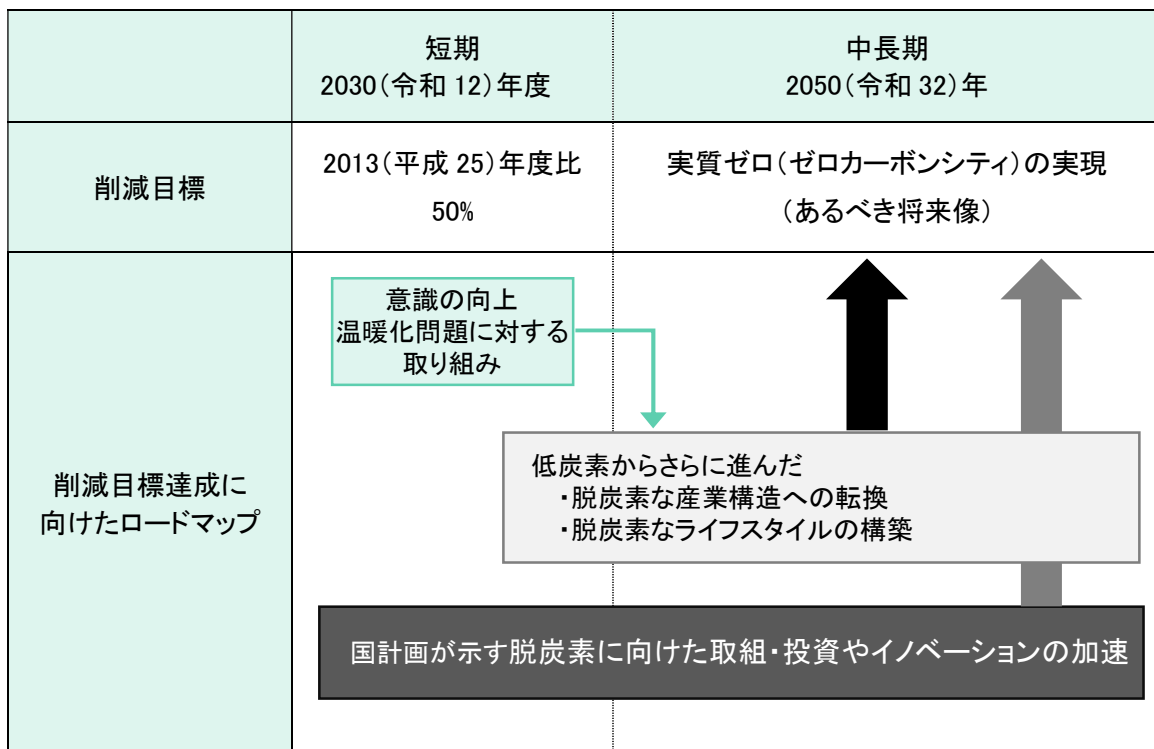 短期
2030(令和 12)年度
中長期
2050(令和 32)年
削減目標
2013(平成 25)年度比
50%
実質ゼロ(ゼロカーボンシティ)の実現
(あるべき将来像)
削減目標達成に
向けたロードマップ
意識の向上
温暖化問題に対する
取り組み
低炭素からさらに進んだ
・脱炭素な産業構造への転換
・脱炭素なライフスタイルの構築
国計画が示す脱炭素に向けた取組・投資やイノベーションの加速